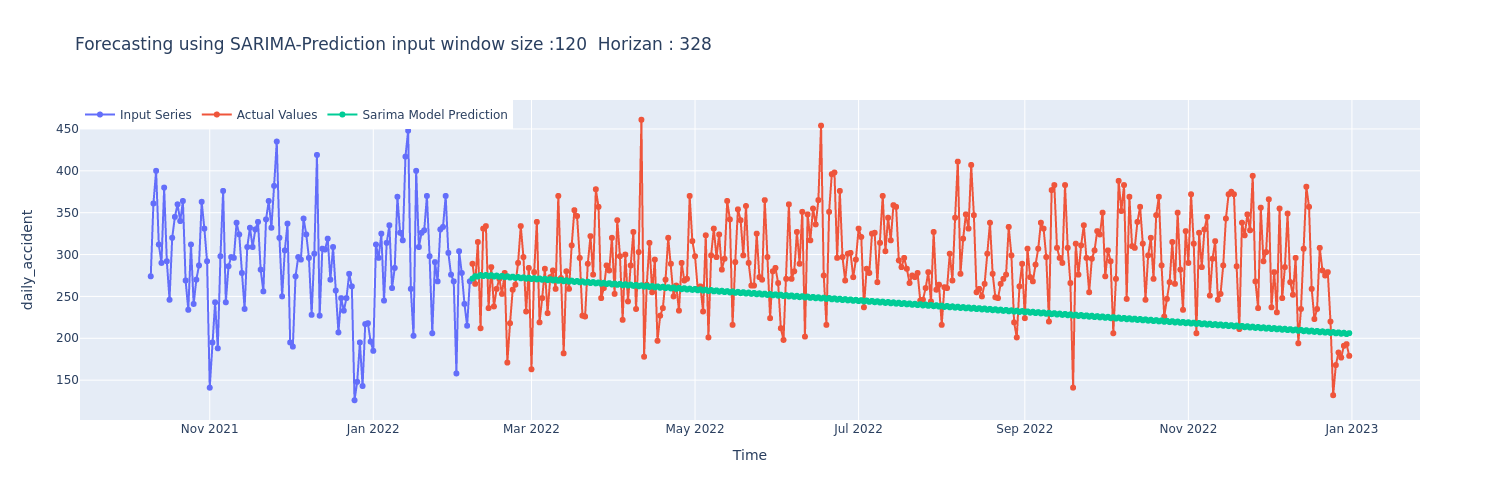 Forecasting using SARIMA-Prediction input window size :120  Horizan : 328
Input Series
Actual Values
Sarima Model Prediction
450
400
350
300
250
200
150
daily_accident
Nov 2021
Jan 2022
Mar 2022
May 2022
Jul 2022
Sep 2022
Nov 2022
Jan 2023
Time